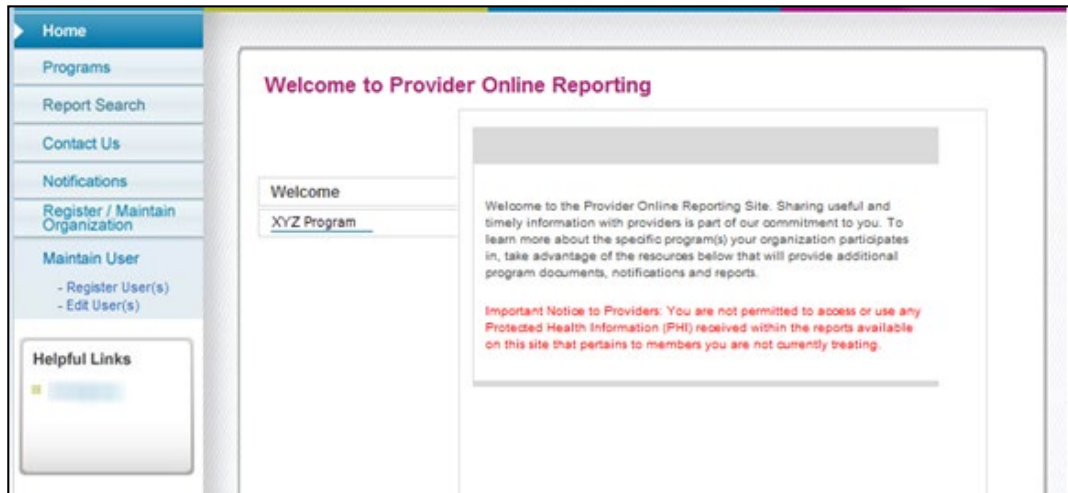 Home
Programs
Report Search
Contact Us
Notifications
Register / Maintain
Organization
Maintain User
- Register User(s)
- Edit User(s)
Helpful Links
Welcome to Provider Online Reporting
Welcome
XYZ Program
Welcome to the Provider Online Reporting Site. Sharing useful and
timely information with providers is part of our commitment to you. To
learn more about the specific program(s) your organization participates
in, take advantage of the resources below that will provide additional
program documents, notifications and reports.
Important Notice to Providers: You are not permitted to access or use any
Protected Health Information (PHI) received within the reports available
on this site that pertains to members you are not currently treating.